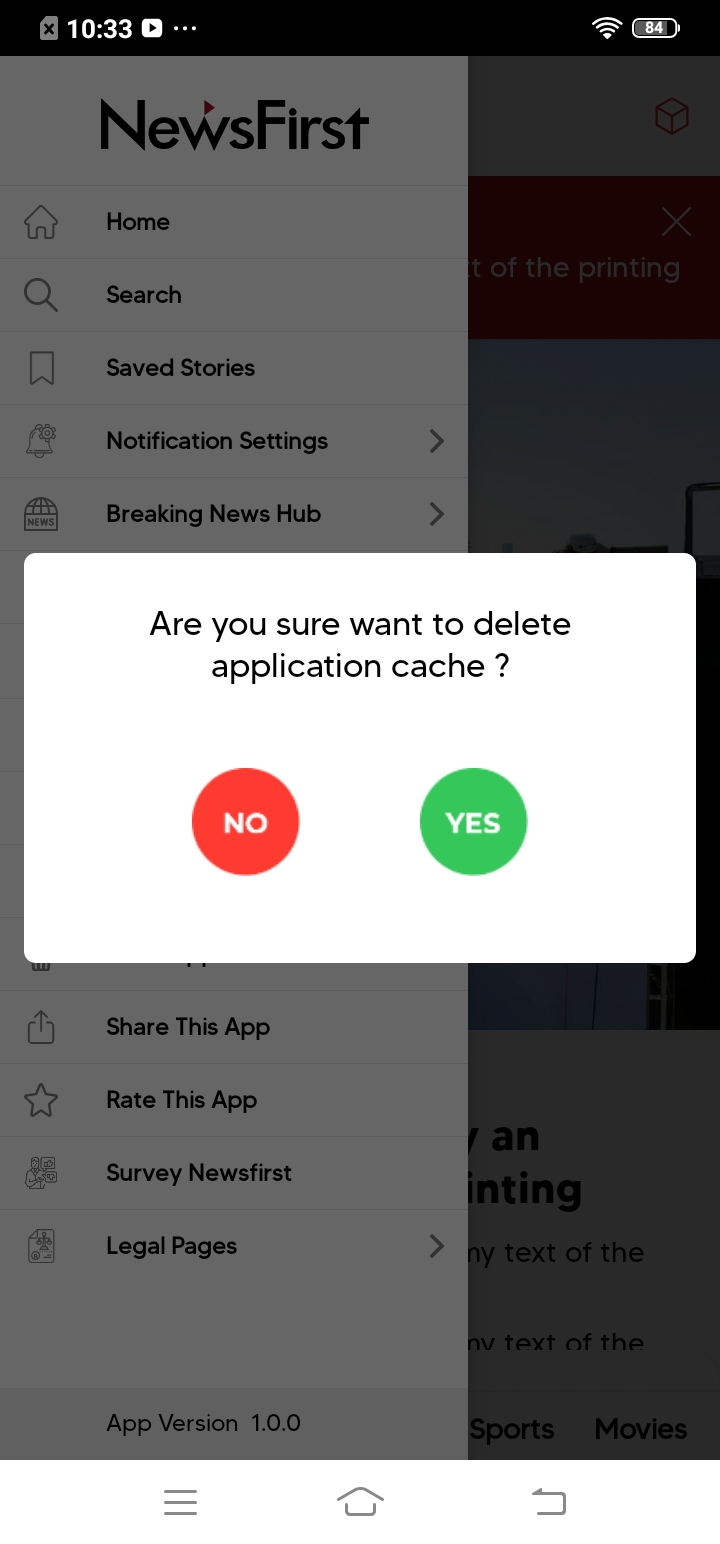 10:33
84
NewsFirst
Home
Search
t of the printing
Saved Stories
Notification Settings
NEWS
Breaking News Hub
Are you sure want to delete
application cache ?
NO
YES
Share This App
Rate This App
Survey Newsfirst
Legal Pages
y an
inting
my text of the
my text of the
App Version 1.0.0
Sports
Movies